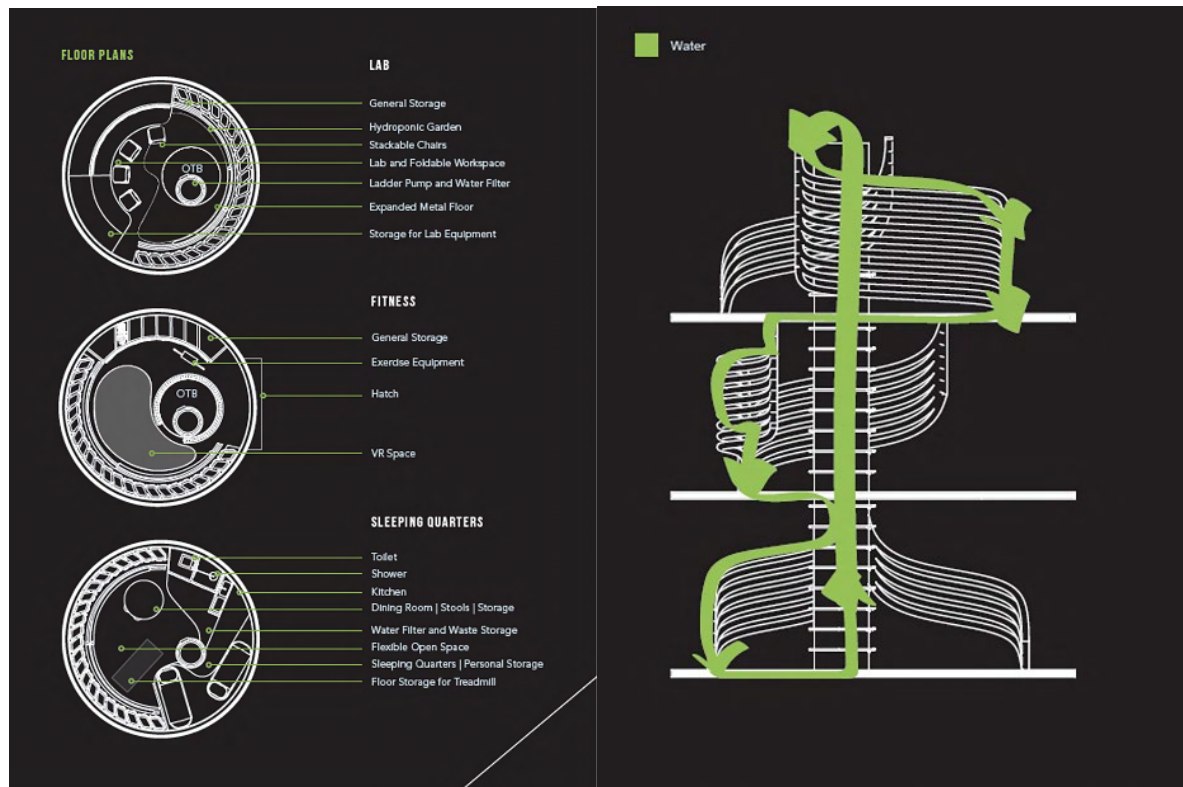 FLOOR PLANS
LAB
General Storage
Hydroponic Garden
Stackable Chairs
Lab and Foldable Workspace
OTB
Ladder Pump and Water Filter
Expanded Metal Floor
Storage for Lab Equipment
FITNESS
General Storage
Exercise Equipment
OTB
Hatch
VR Space
SLEEPING QUARTERS
Toilet
Shower
Kitchen
Dining Room | Stools | Storage
Water Filter and Waste Storage
Flexible Open Space
Sleeping Quarters | Personal Storage
Floor Storage for Treadmill
Water